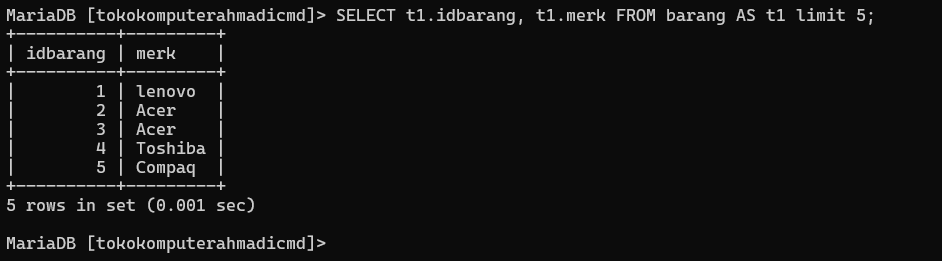 MariaDB [tokokomputerahmadicmd]> SELECT t1.idbarang, t1.merk FROM barang AS t1 limit 5;
+----------+---------+
| idbarang | merk    |
+----------+---------+
|        1 | lenovo  |
|        2 | Acer    |
|        3 | Acer    |
|        4 | Toshiba |
|        5 | Compaq  |
+----------+---------+
5 rows in set (0.001 sec)
MariaDB [tokokomputerahmadicmd]>